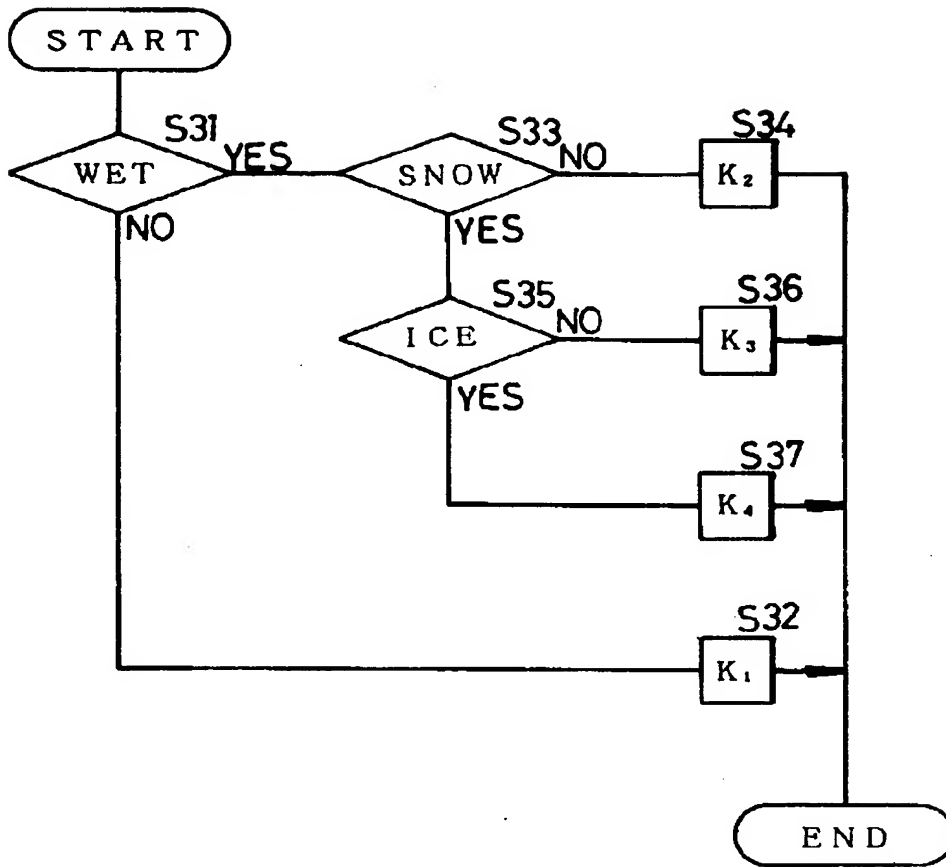 START
S31
WET
YES
NO
S33
SNOW
NO
YES
S34
K₂
S35
ICE
NO
YES
S36
K₃
S37
K₄
S32
K₁
END